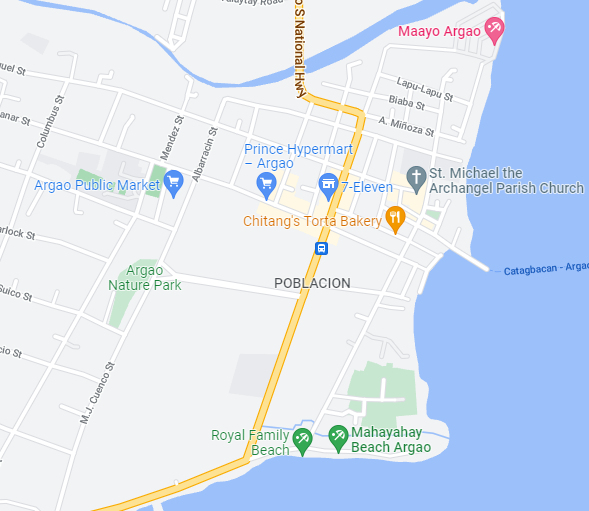 Talaytay Road
o S National Hwy
Maayo Argao
Lapu-Lapu St
Biaba St
A. Miñoza St
uel St
Columbus St
anar St
Mendez St
Albarracin St
Prince Hypermart
– Argao
Argao Public Market
7-Eleven
St. Michael the
Archangel Parish Church
Chitang's Torta Bakery
arlock St
Catagbacan - Argao
Argao
Nature Park
POBLACION
Suico St
cio St
M.J. Cuenco St
Royal Family
Beach
Mahayahay
Beach Argao